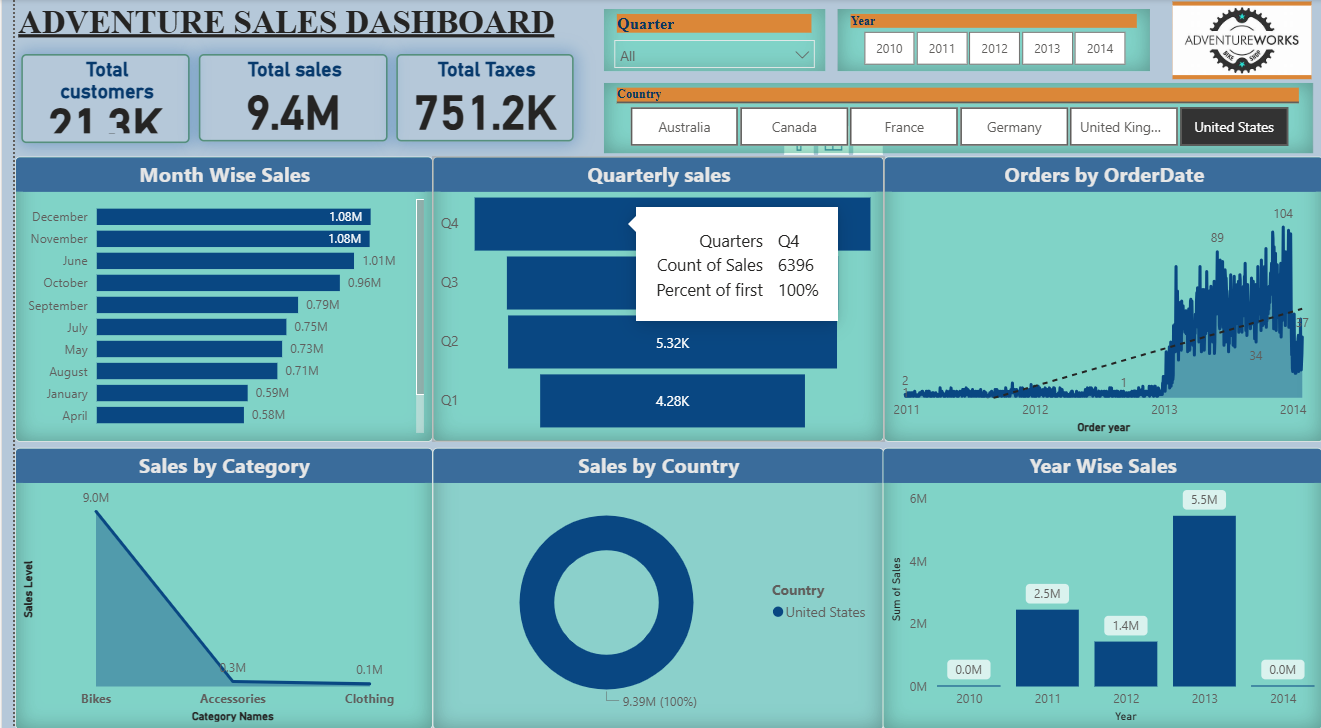 ADVENTURE SALES DASHBOARD
Total customers
21.3K
Total sales
9.4M
Total Taxes
751.2K
Quarter
All
Year
2010 2011 2012 2013 2014
Country
Australia Canada France Germany United King... United States
ADVENTUREWORKS
BIKE SHOP
Month Wise Sales
December 1.08M
November 1.08M
June 1.01M
October 0.96M
September 0.79M
July 0.75M
May 0.73M
August 0.71M
January 0.59M
April 0.58M
Quarterly sales
Q4
Q3
Q2 5.32K
Q1 4.28K
Quarters Q4
Count of Sales 6396
Percent of first 100%
Orders by OrderDate
104
89
37
34
2
1
2011 2012 2013 2014
Order year
Sales by Category
9.0M
0.3M
0.1M
Sales Level
Bikes Accessories Clothing
Category Names
Sales by Country
Country
United States
9.39M (100%)
Year Wise Sales
6M
4M
2M
0M
Sum of Sales
0.0M 2.5M 1.4M 5.5M 0.0M
2010 2011 2012 2013 2014
Year